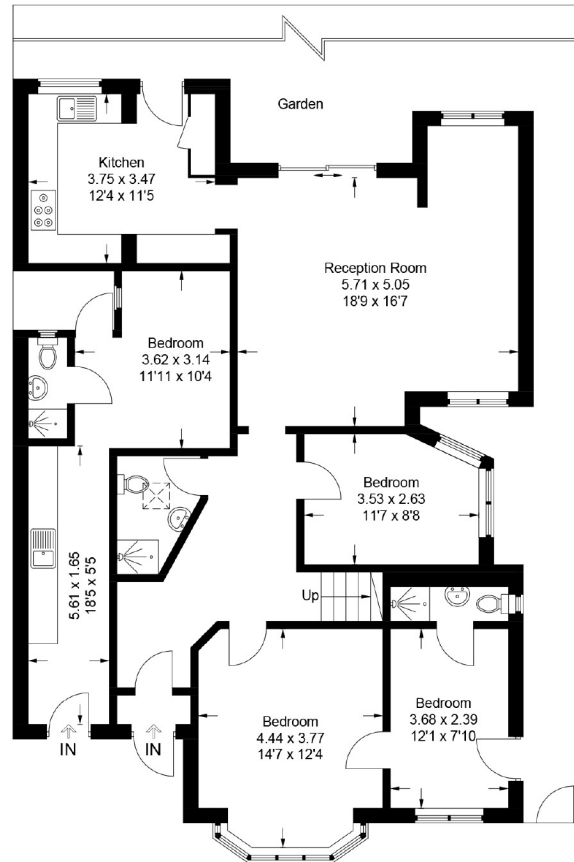 Garden
Kitchen
3.75 x 3.47
12'4 x 11'5
Reception Room
5.71 x 5.05
18'9 x 16'7
Bedroom
3.62 x 3.14
11'11 x 10'4
Bedroom
3.53 x 2.63
11'7 x 8'8
5.61 x 1.65
18'5 x 5'5
Up
Bedroom
3.68 x 2.39
12'1 x 7'10
Bedroom
4.44 x 3.77
14'7 x 12'4
IN
IN